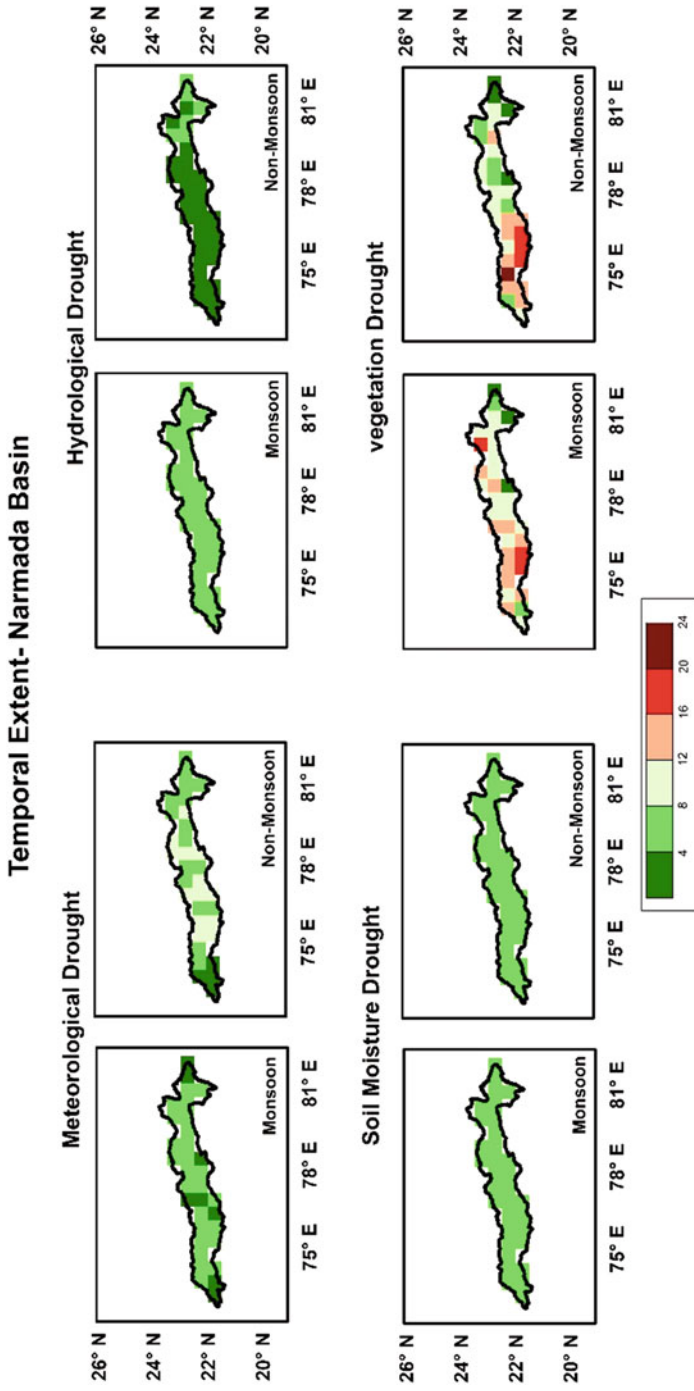 Temporal Extent- Narmada Basin
Meteorological Drought
Hydrological Drought
26° N
24° N
22° N
20° N
Monsoon
Non-Monsoon
Monsoon
Non-Monsoon
26° N
24° N
22° N
20° N
75° E 78° E 81° E
75° E 78° E 81° E
75° E 78° E 81° E
75° E 78° E 81° E
Soil Moisture Drought
vegetation Drought
26° N
24° N
22° N
20° N
Monsoon
Non-Monsoon
Monsoon
Non-Monsoon
26° N
24° N
22° N
20° N
75° E 78° E 81° E
75° E 78° E 81° E
75° E 78° E 81° E
75° E 78° E 81° E
4 8 12 16 20 24